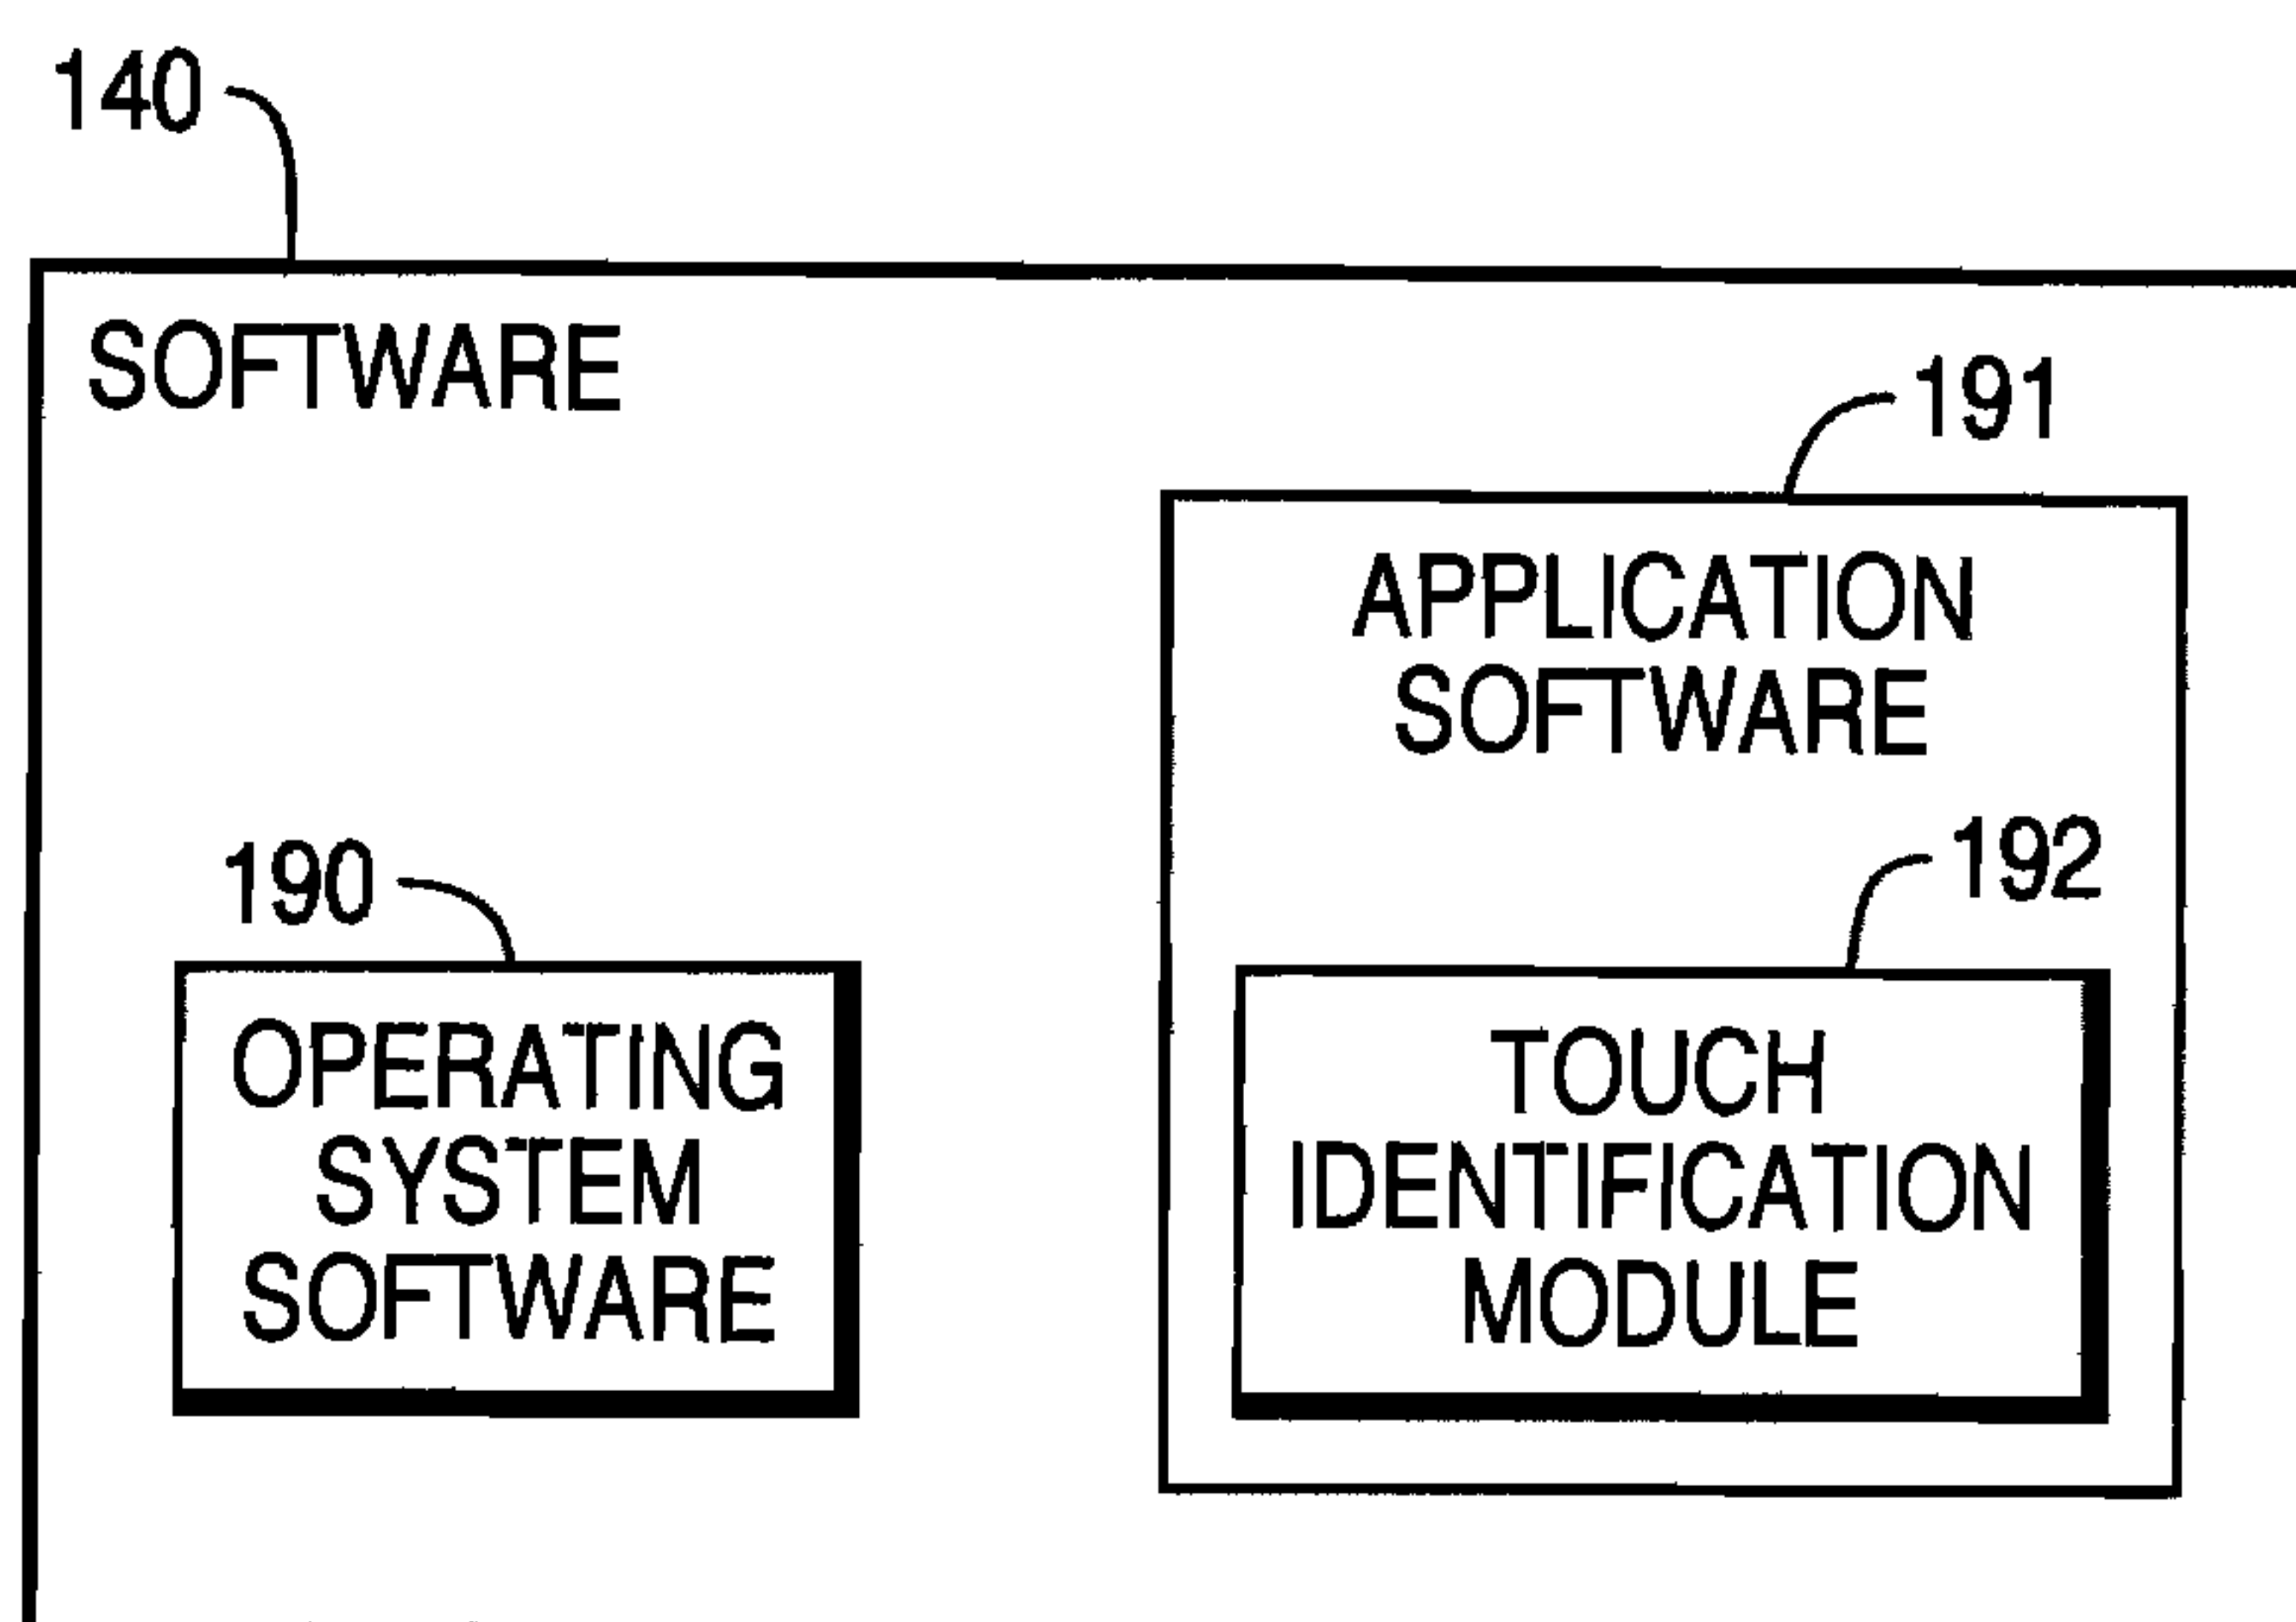 140
SOFTWARE
191
APPLICATION
SOFTWARE
190
OPERATING
SYSTEM
SOFTWARE
192
TOUCH
IDENTIFICATION
MODULE